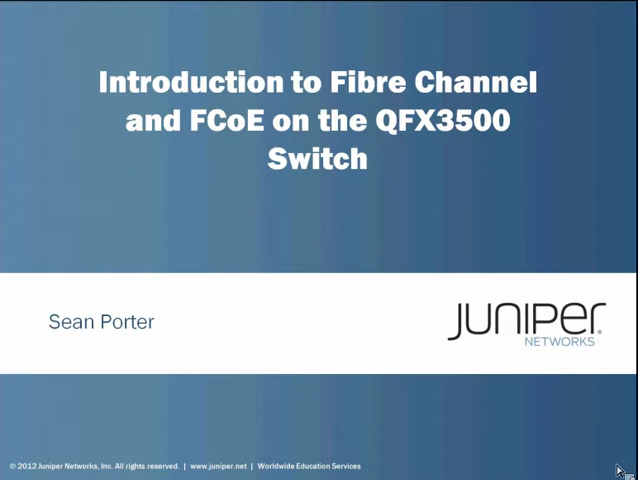 Introduction to Fibre Channel
and FCoE on the QFX3500
Switch
Sean Porter
JUNIPER
NETWORKS
© 2012 Juniper Networks, Inc. All rights reserved. | www.juniper.net | Worldwide Education Services